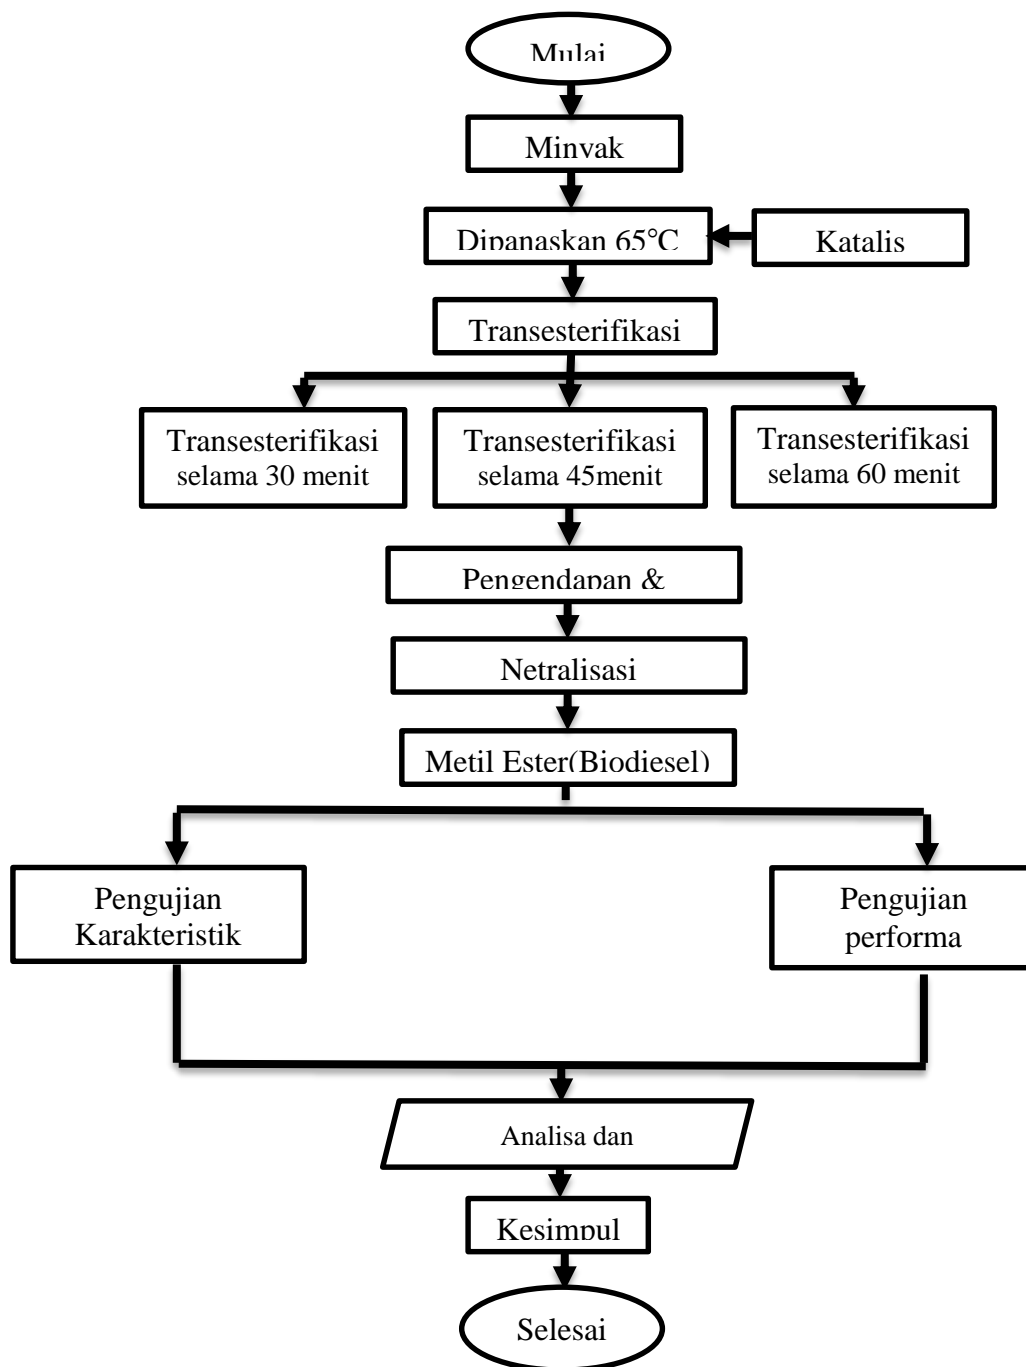 Mulai
Minyak
Dipanaskan 65°C
Katalis
Transesterifikasi
Transesterifikasi
selama 30 menit
Transesterifikasi
selama 45menit
Transesterifikasi
selama 60 menit
Pengendapan &
Netralisasi
Metil Ester(Biodiesel)
Pengujian
Karakteristik
Pengujian
performa
Analisa dan
Kesimpul
Selesai